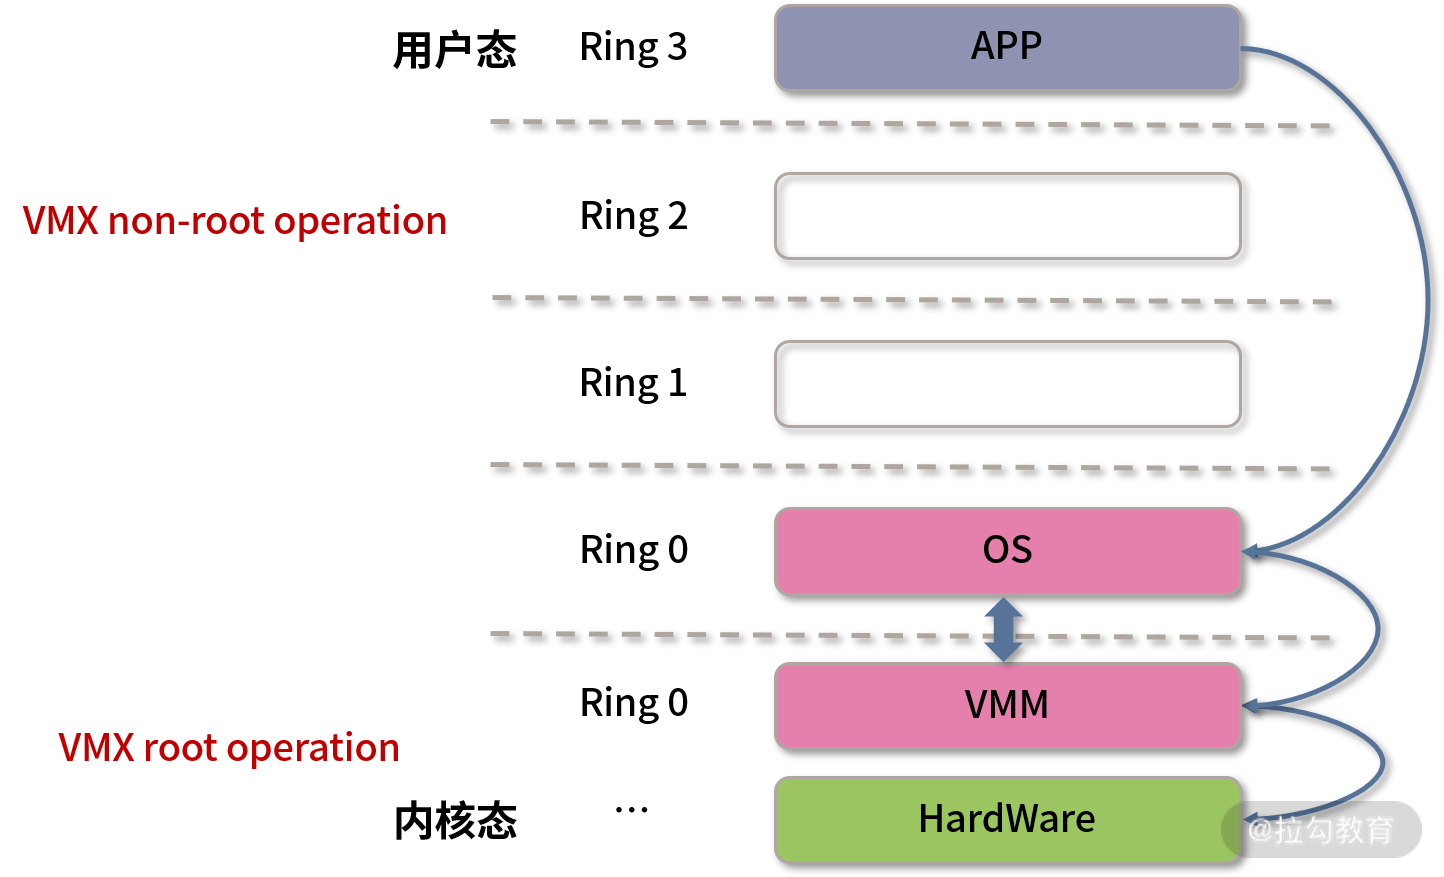 用户态 Ring 3 APP
VMX non-root operation Ring 2
Ring 1
Ring 0 OS
Ring 0 VMM
VMX root operation
内核态 ... HardWare
@拉勾教育